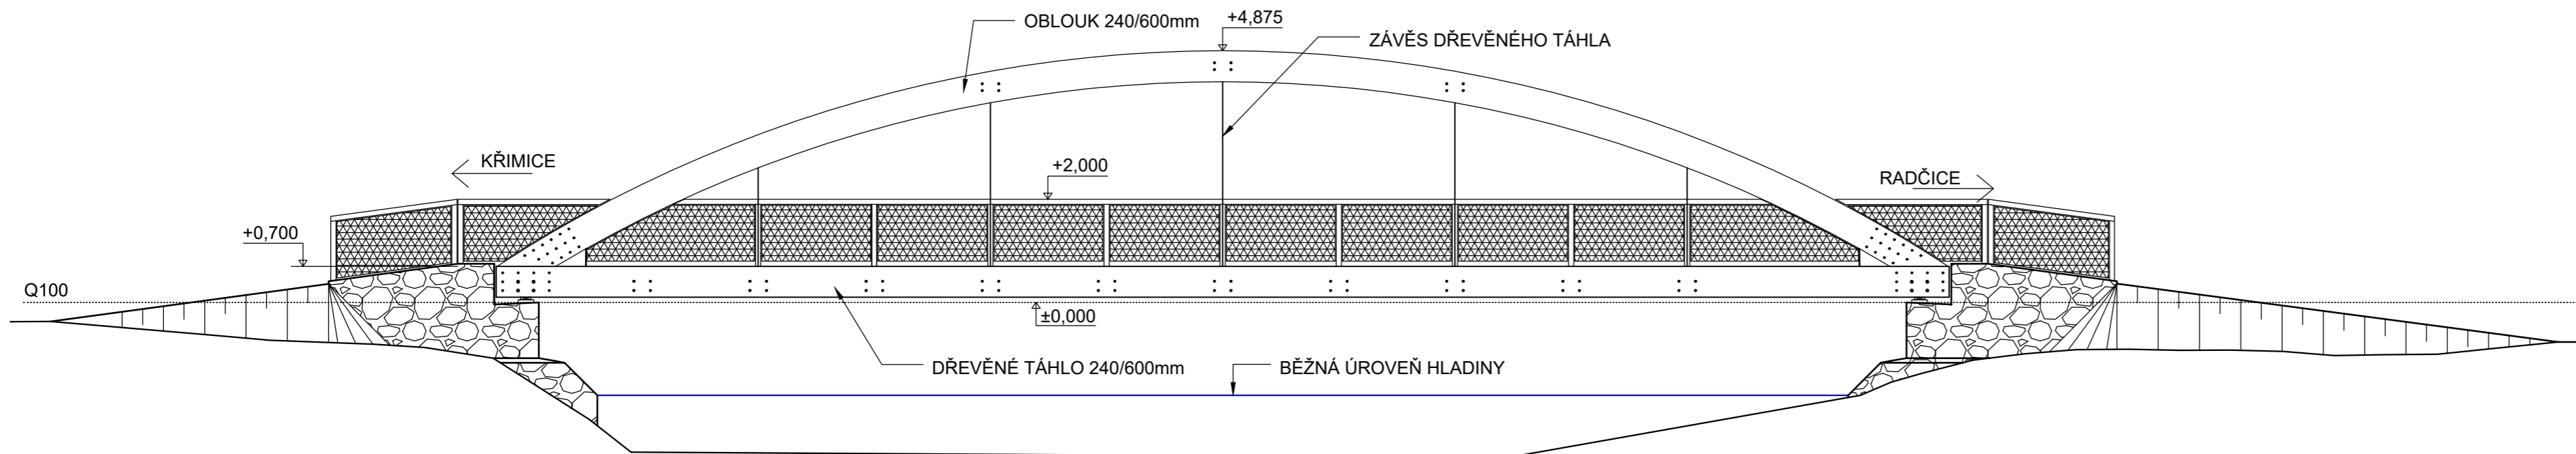 OBLOUK 240/600mm
+4,875
ZÁVĚS DŘEVĚNÉHO TÁHLA
KŘIMICE
+2,000
RADČICE
+0,700
Q100
±0,000
DŘEVĚNÉ TÁHLO 240/600mm
BĚŽNÁ ÚROVEŇ HLADINY